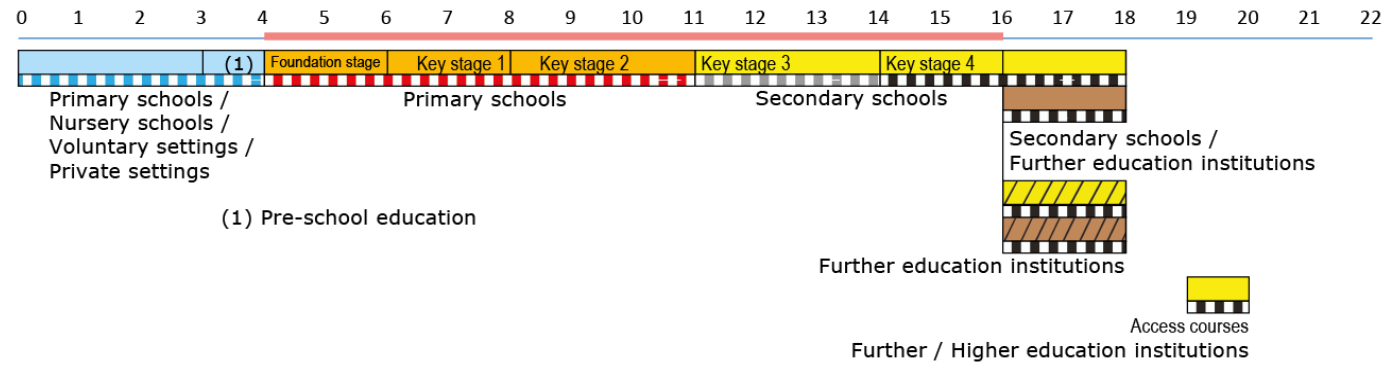 0 1 2 3 4 5 6 7 8 9 10 11 12 13 14 15 16 17 18 19 20 21 22
(1) Foundation stage Key stage 1 Key stage 2 Key stage 3 Key stage 4
Primary schools /
Nursery schools /
Voluntary settings /
Private settings
Primary schools
Secondary schools
Secondary schools /
Further education institutions
(1) Pre-school education
Further education institutions
Access courses
Further / Higher education institutions